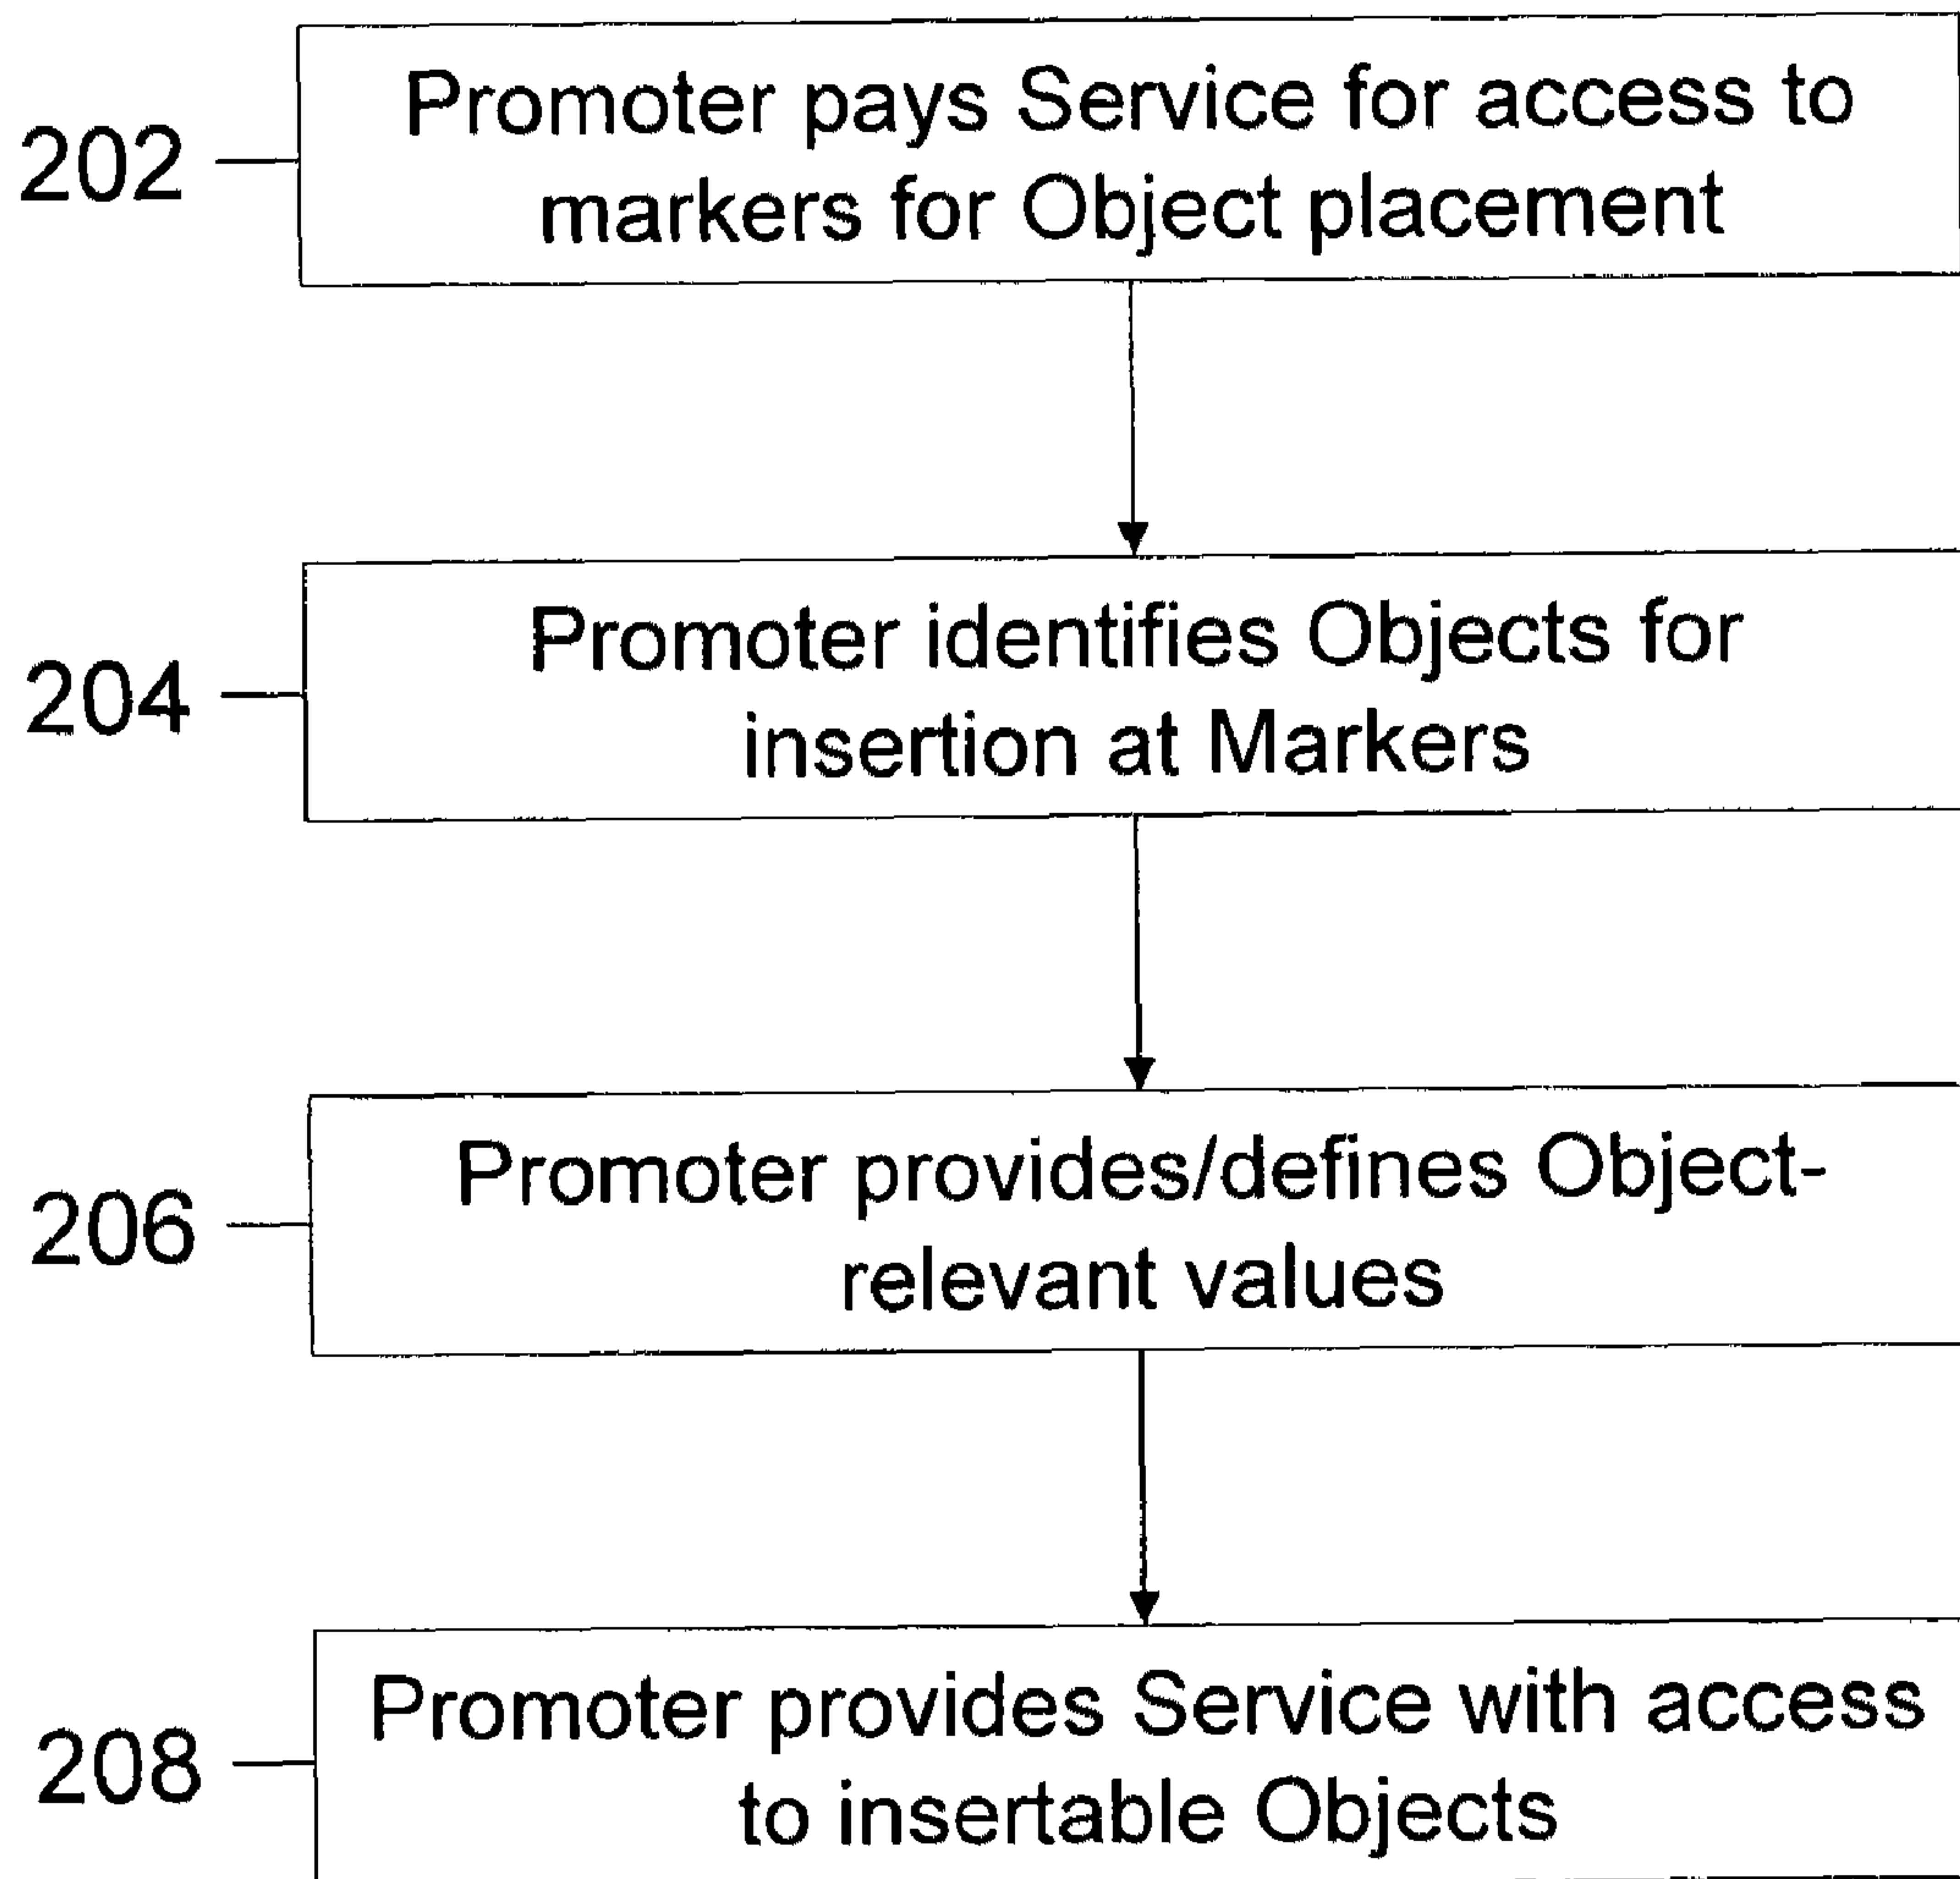 202
Promoter pays Service for access to
markers for Object placement
204
Promoter identifies Objects for
insertion at Markers
206
Promoter provides/defines Object-
relevant values
208
Promoter provides Service with access
to insertable Objects